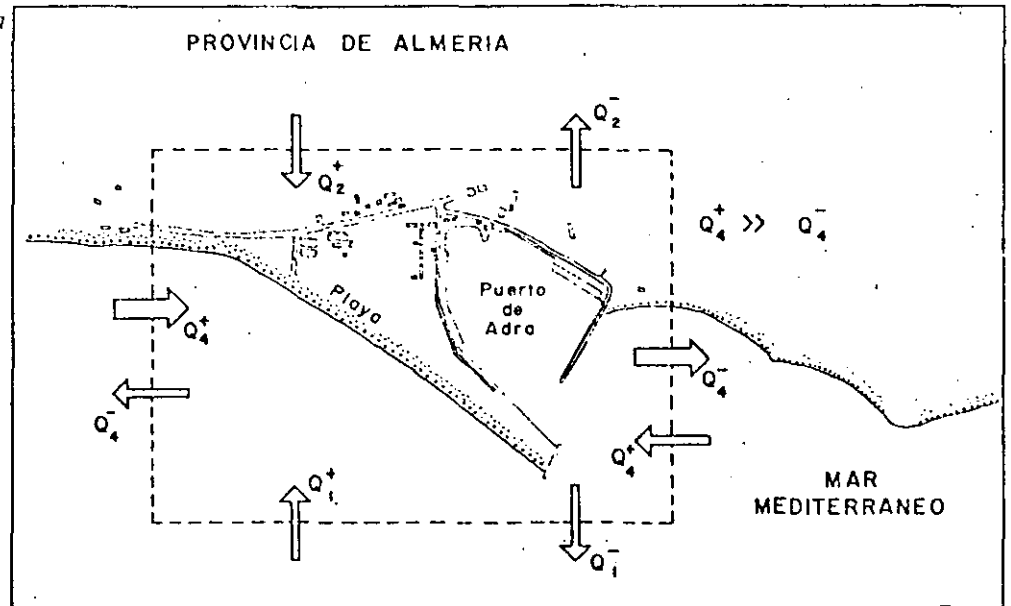 PROVINCIA DE ALMERIA
Q₂⁻
Q₂⁺
Q₄⁺ >> Q₄⁻
Playa
Puerto
de
Adra
Q₄⁺
Q₄⁻
Q₄⁻
Q₄⁺
Q₁⁺
MAR
MEDITERRANEO
Q₁⁻